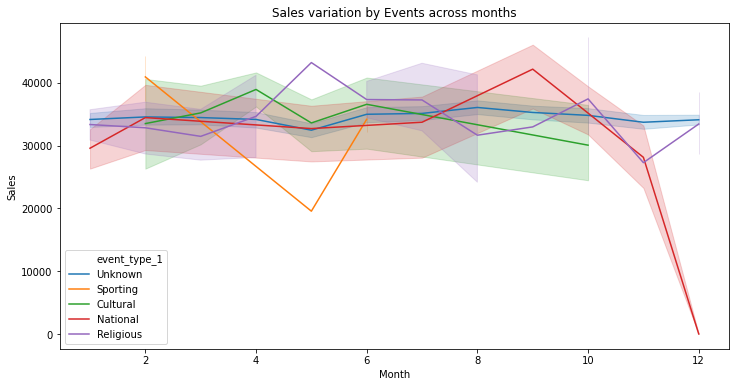 Sales variation by Events across months
Sales
40000
30000
20000
10000
0
event_type_1
Unknown
Sporting
Cultural
National
Religious
2 4 6 8 10 12
Month